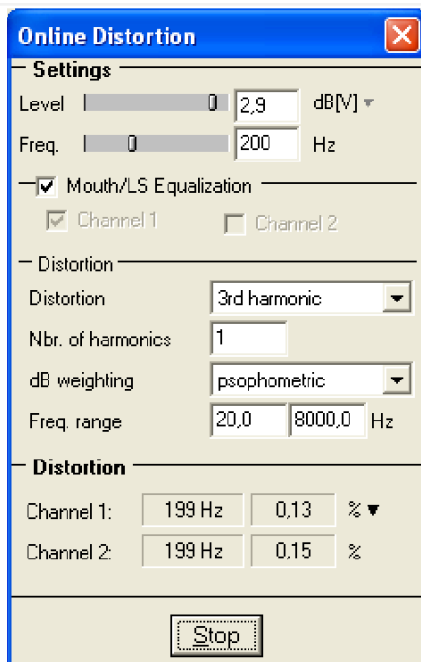 Online Distortion
Settings
Level 2,9 dB[V]
Freq. 200 Hz
Mouth/LS Equalization
Channel 1 Channel 2
Distortion
Distortion 3rd harmonic
Nbr. of harmonics 1
dB weighting psophometric
Freq. range 20,0 8000,0 Hz
Distortion
Channel 1: 199 Hz 0,13 %
Channel 2: 199 Hz 0,15 %
Stop